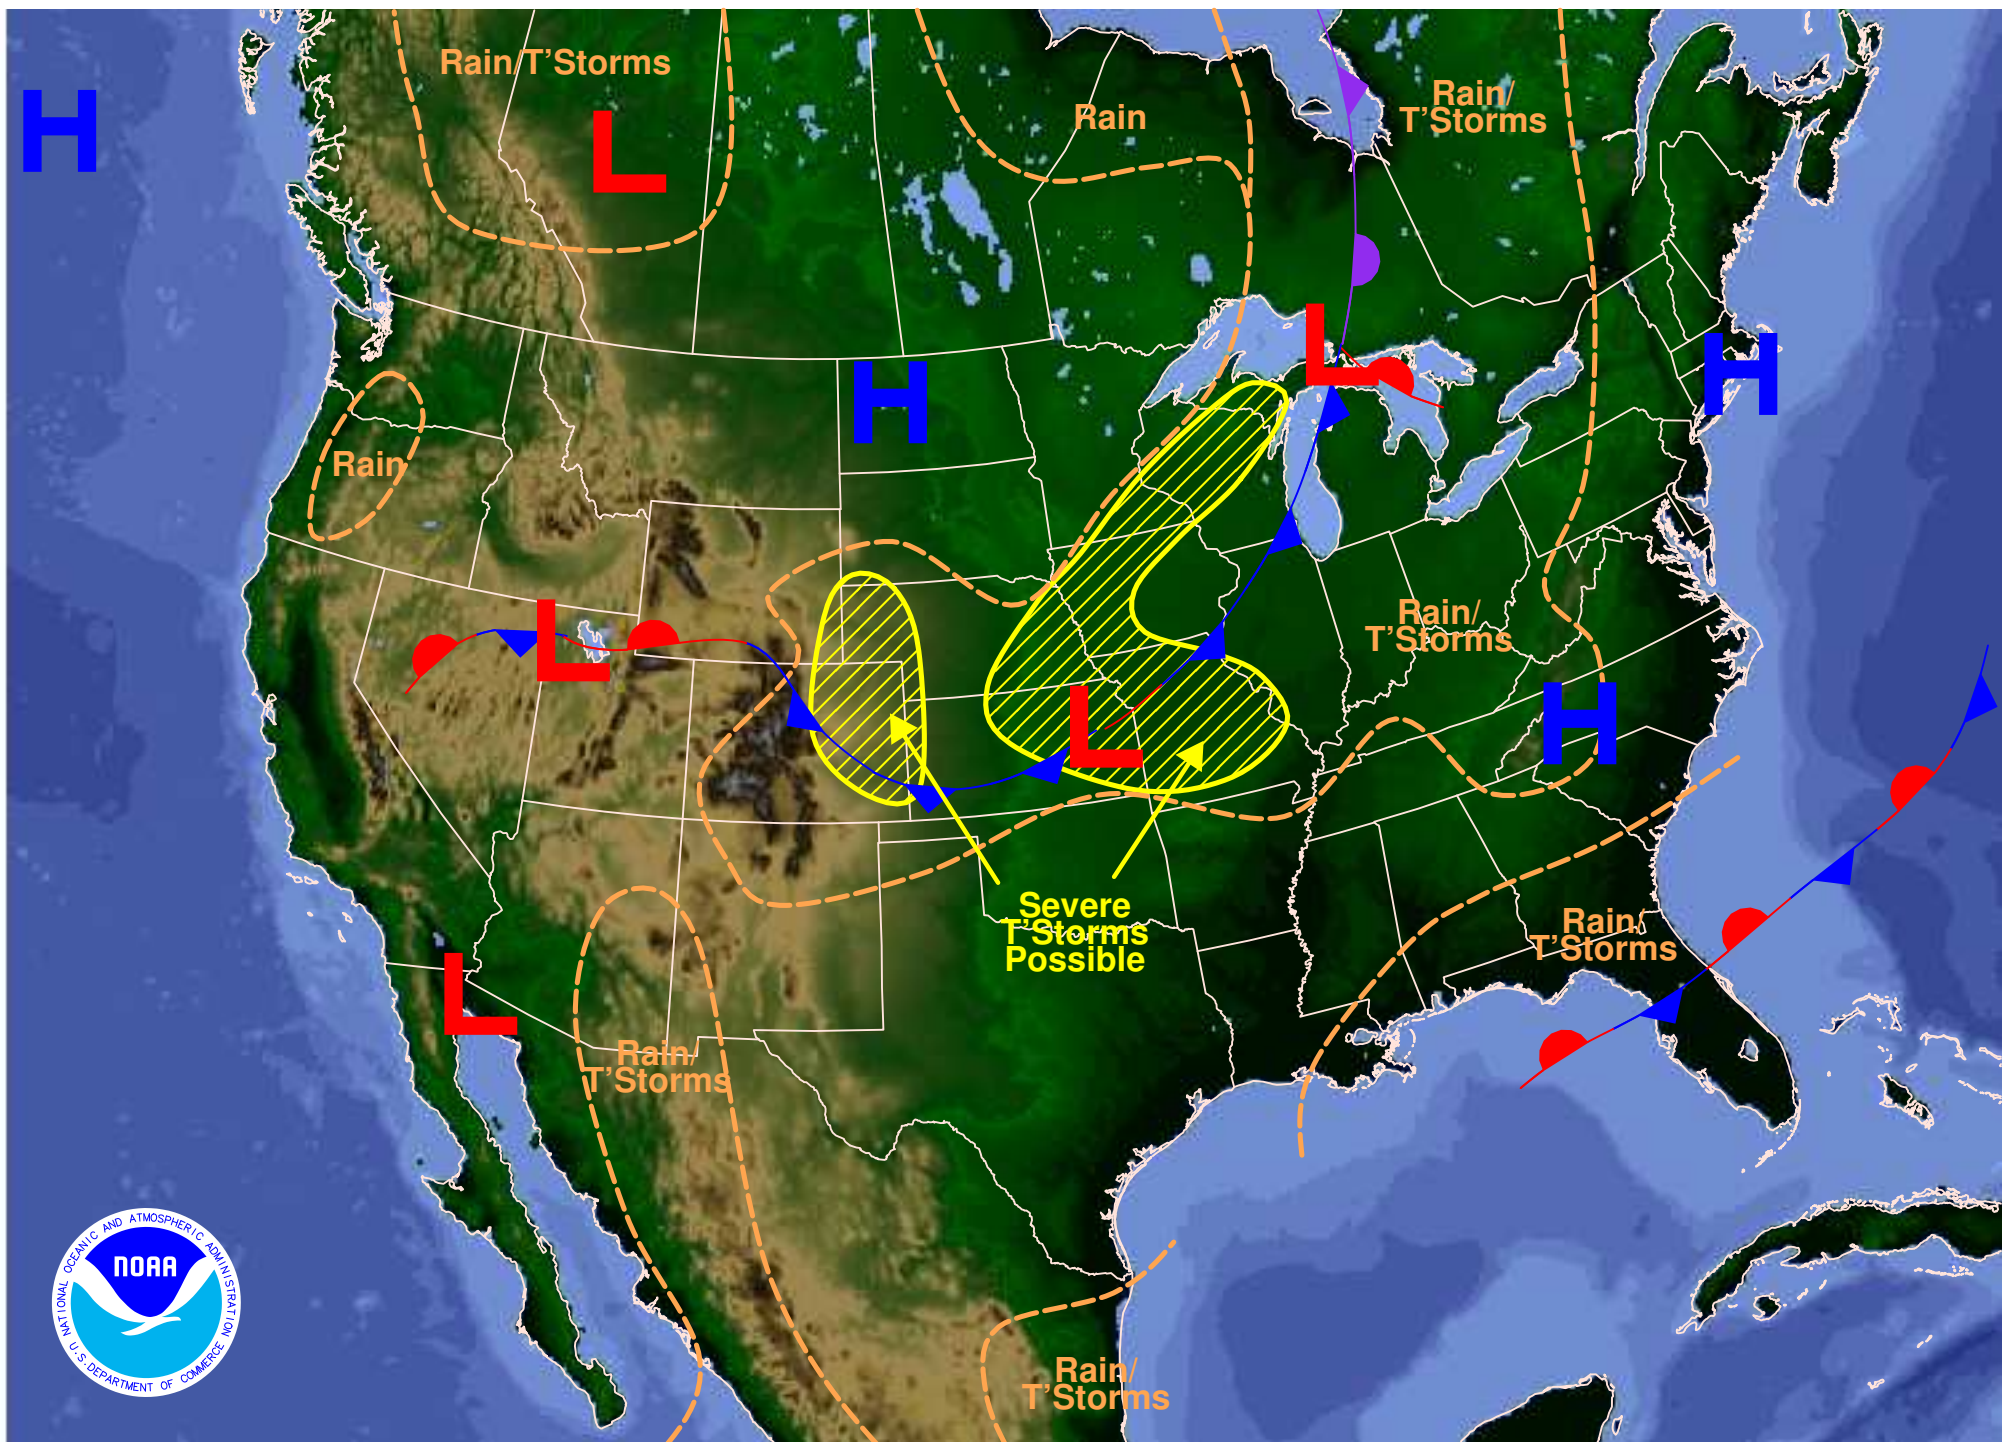 Rain/T'Storms
H
L
Rain
Rain/
T'Storms
L
H
H
Rain
L
Rain/
T'Storms
H
L
Severe
T'Storms
Possible
Rain/
T'Storms
L
Rain/
T'Storms
Rain/
T'Storms
NATIONAL OCEANIC AND ATMOSPHERIC ADMINISTRATION
NOAA
U.S. DEPARTMENT OF COMMERCE